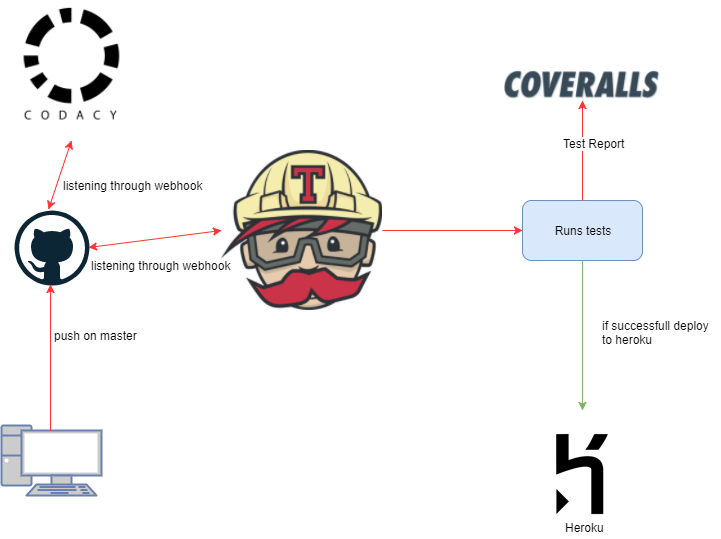 CODACY
COVERALLS
Test Report
listening through webhook
T
Runs tests
listening through webhook
push on master
if successfull deploy
to heroku
Heroku